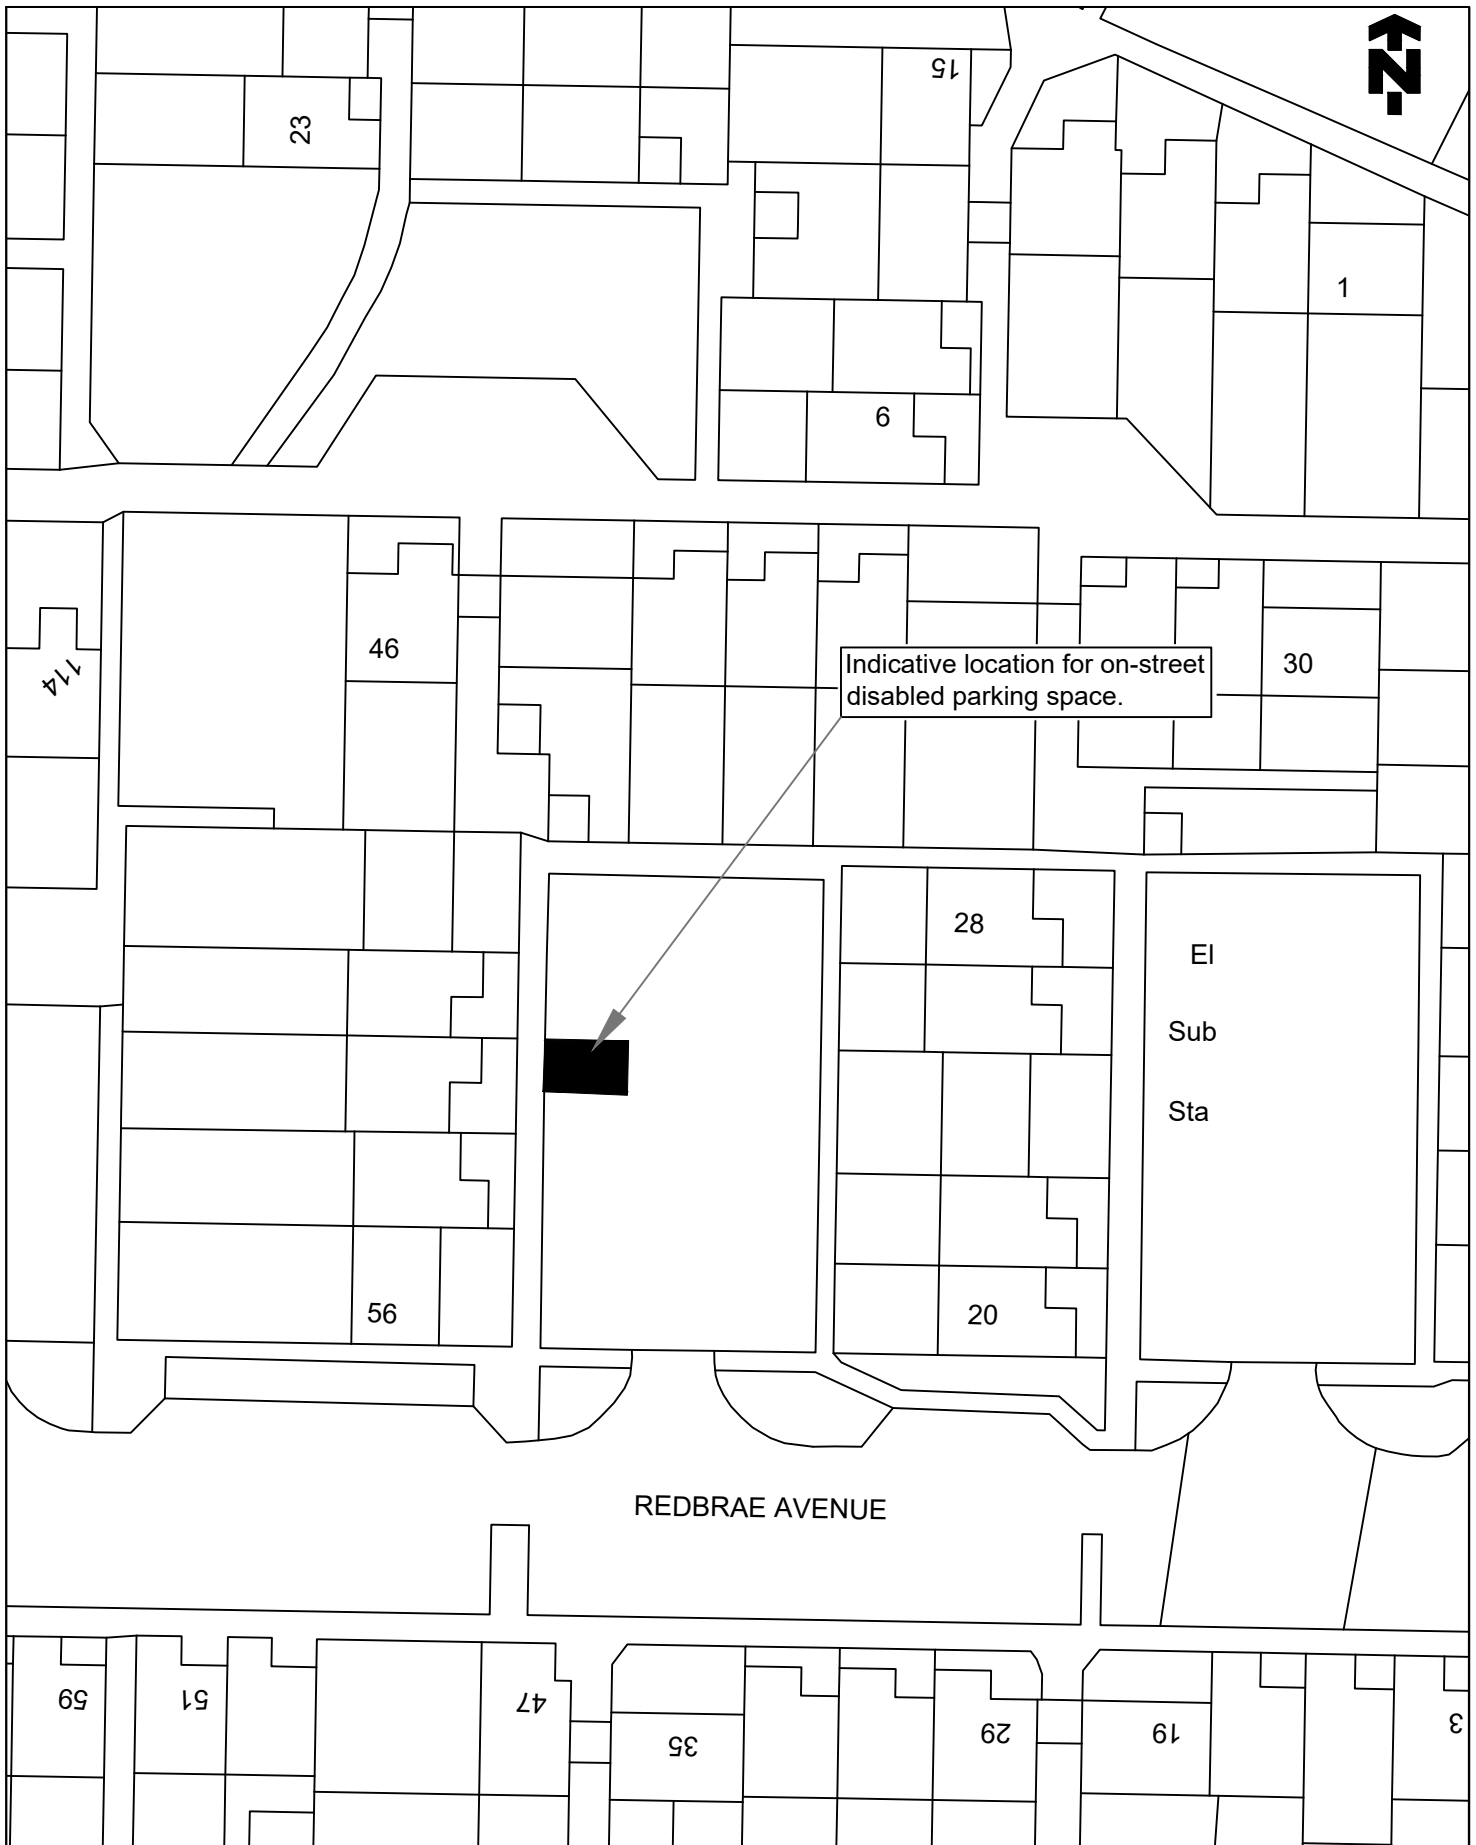 N
15
23
1
6
46
114
Indicative location for on-street
disabled parking space.
30
28
El
Sub
Sta
56
20
REDBRAE AVENUE
59
51
47
35
29
19
3